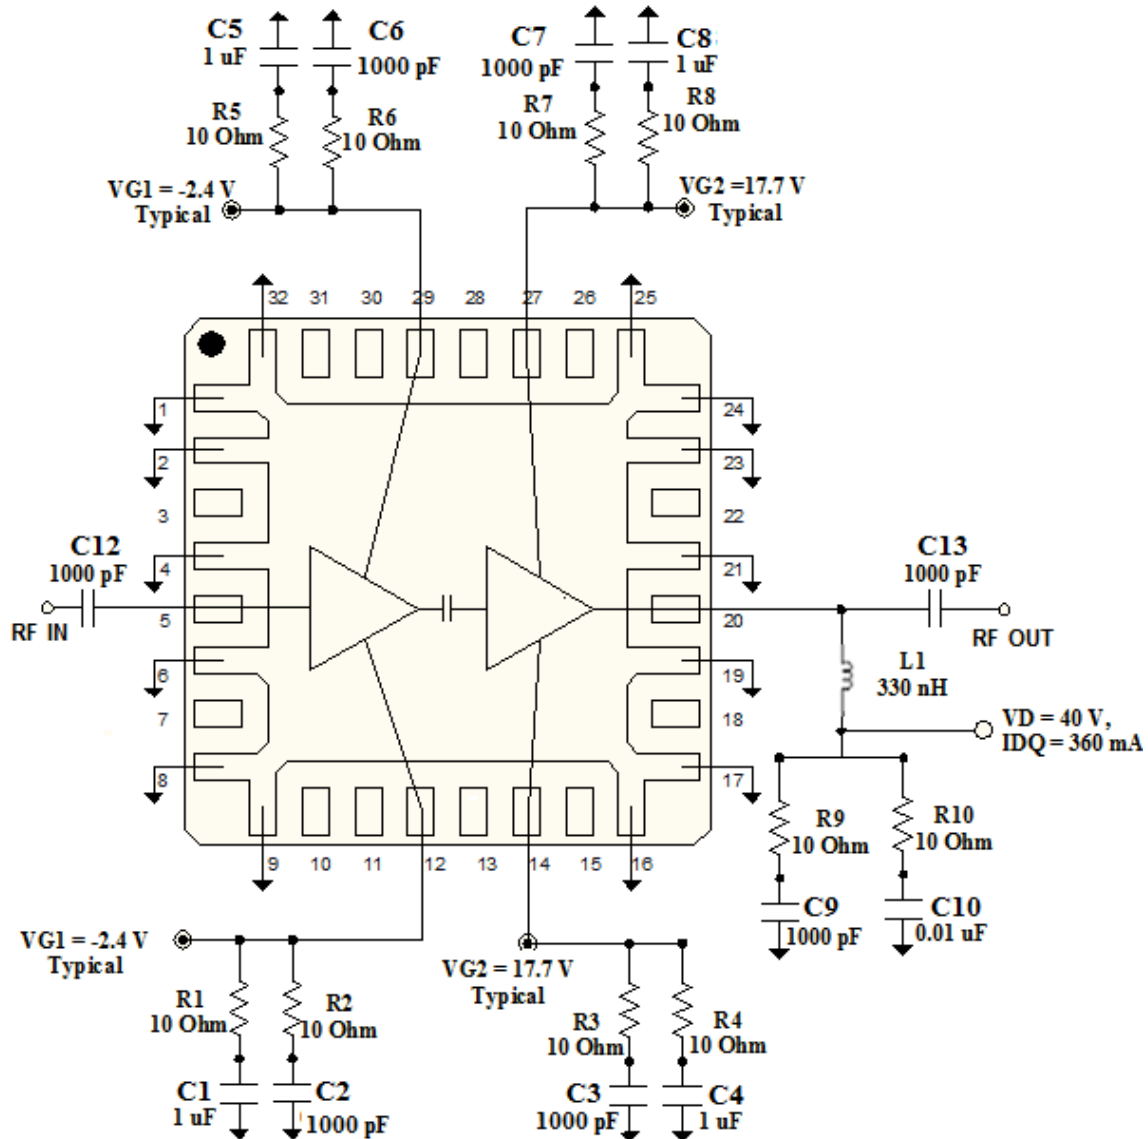 C5
1 uF
C6
1000 pF
C7
1000 pF
C8
1 uF
R5
10 Ohm
R6
10 Ohm
R7
10 Ohm
R8
10 Ohm
VG1 = -2.4 V
Typical
VG2 =17.7 V
Typical
32
31
30
29
28
27
26
25
1
2
3
4
5
6
7
8
24
23
22
21
20
19
18
17
C12
1000 pF
RF IN
C13
1000 pF
RF OUT
L1
330 nH
VD = 40 V,
IDQ = 360 mA
R9
10 Ohm
R10
10 Ohm
C9
1000 pF
C10
0.01 uF
9
10
11
12
13
14
15
16
VG1 = -2.4 V
Typical
VG2 = 17.7 V
Typical
R1
10 Ohm
R2
10 Ohm
R3
10 Ohm
R4
10 Ohm
C1
1 uF
C2
1000 pF
C3
1000 pF
C4
1 uF